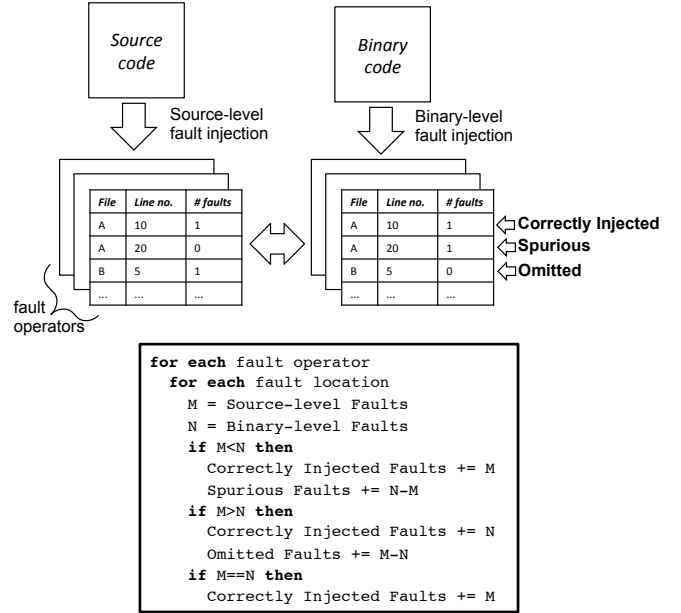 Source
code
Binary
code
Source-level
fault injection
Binary-level
fault injection
File Line no. # faults
A 10 1
A 20 0
B 5 1
... ... ...
File Line no. # faults
A 10 1
A 20 1
B 5 0
... ... ...
Correctly Injected
Spurious
Omitted
fault
operators
for each fault operator
for each fault location
M = Source-level Faults
N = Binary-level Faults
if M<N then
Correctly Injected Faults += M
Spurious Faults += N-M
if M>N then
Correctly Injected Faults += N
Omitted Faults += M-N
if M==N then
Correctly Injected Faults += M